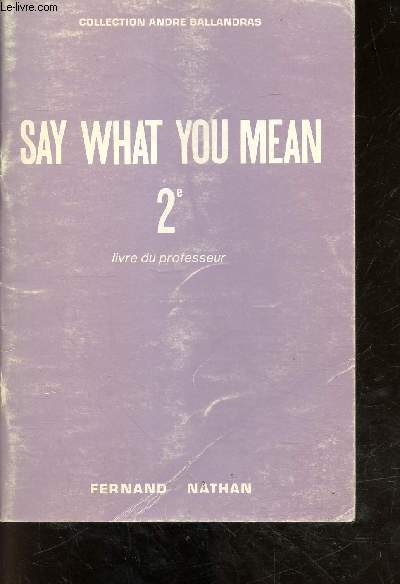 Le-livre.com
COLLECTION ANDRE BALLANDRAS
SAY WHAT YOU MEAN
2e
livre du professeur
FERNAND NATHAN